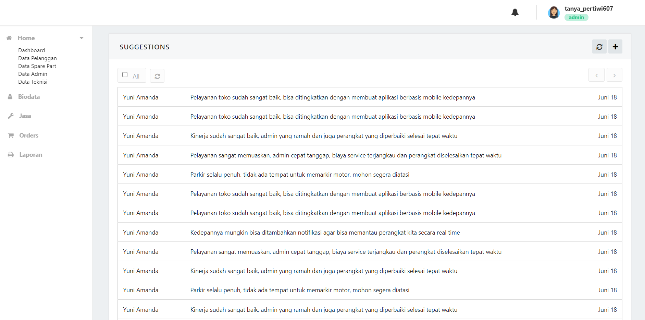 tanya_pertiwi607
admin
Home
Dashboard
Data Pelanggan
Data Spare Part
Data Admin
Data Teknisi
Biodata
Jasa
Orders
Laporan
SUGGESTIONS
All
Yuni Amanda Pelayanan toko sudah sangat baik, bisa ditingkatkan dengan membuat aplikasi berbasis mobile kedepannya Jun 18
Yuni Amanda Pelayanan toko sudah sangat baik, bisa ditingkatkan dengan membuat aplikasi berbasis mobile kedepannya Jun 18
Yuni Amanda Kinerja sudah sangat baik, admin yang ramah dan juga perangkat yang diperbaiki selesai tepat waktu Jun 18
Yuni Amanda Pelayanan sangat memuaskan, admin cepat tanggap, biaya service terjangkau dan perangkat diselesaikan tepat waktu Jun 18
Yuni Amanda Parkir selalu penuh, tidak ada tempat untuk memarkir motor, mohon segera diatasi Jun 18
Yuni Amanda Pelayanan toko sudah sangat baik, bisa ditingkatkan dengan membuat aplikasi berbasis mobile kedepannya Jun 18
Yuni Amanda Pelayanan toko sudah sangat baik, bisa ditingkatkan dengan membuat aplikasi berbasis mobile kedepannya Jun 18
Yuni Amanda Kedepannya mungkin bisa ditambahkan notifikasi agar bisa memantau perangkat kita secara real time Jun 18
Yuni Amanda Pelayanan sangat memuaskan, admin cepat tanggap, biaya service terjangkau dan perangkat diselesaikan tepat waktu Jun 18
Yuni Amanda Kinerja sudah sangat baik, admin yang ramah dan juga perangkat yang diperbaiki selesai tepat waktu Jun 18
Yuni Amanda Parkir selalu penuh, tidak ada tempat untuk memarkir motor, mohon segera diatasi Jun 18
Yuni Amanda Kinerja sudah sangat baik, admin yang ramah dan juga perangkat yang diperbaiki selesai tepat waktu Jun 18